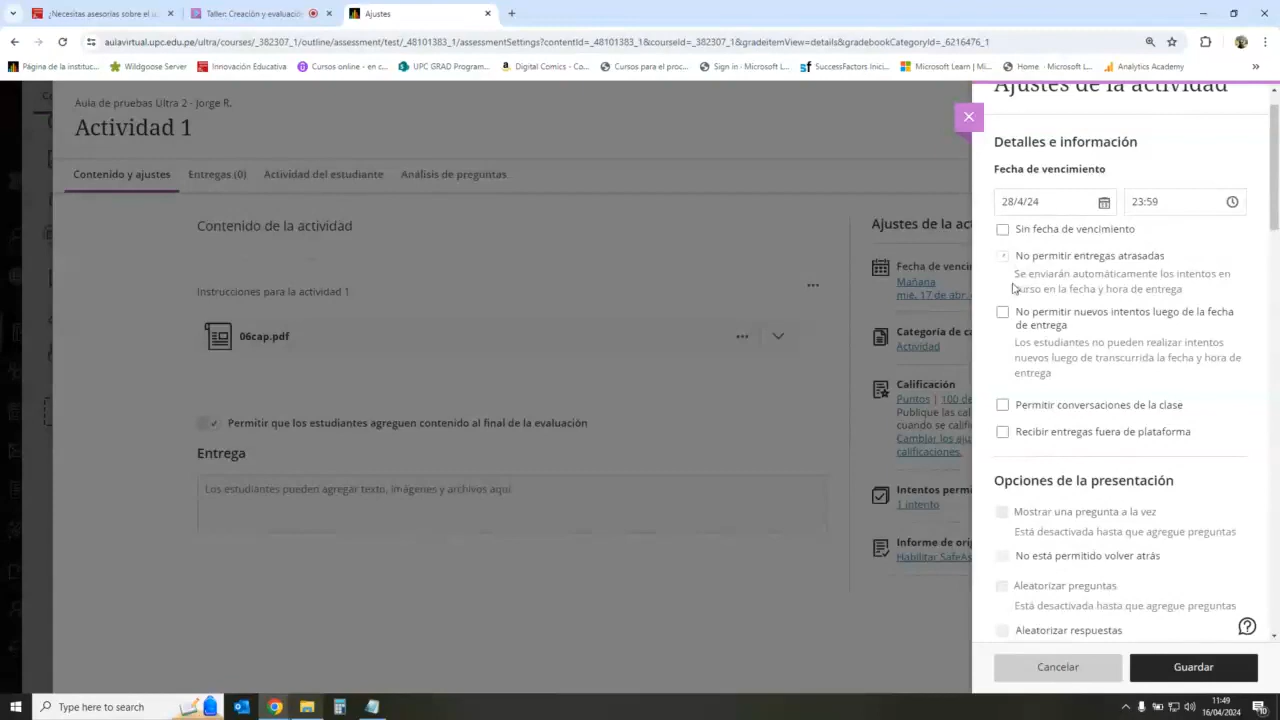 ¿Necesitas asesorías sobre el u
Taller: Creación y evaluación
Ajustes
aulavirtual.upc.edu.pe/ultra/courses/_382307_1/outline/assessment/test/_48101383_1/assessmentSettings?contentId=_48101383_1&courseId=_382307_1&gradeitemView=details&gradebookCategoryId=_6216476_1
Página de la instituc...
Wildgoose Server
Innovación Educativa
Cursos online - en c...
UPC GRAD Program...
Digital Comics - Co...
Cursos para el proc...
Sign in - Microsoft L...
SuccessFactors Inici...
Microsoft Learn | Mi...
Home - Microsoft L...
Analytics Academy
Aula de pruebas Ultra 2 - Jorge R.
Actividad 1
Contenido y ajustes
Entregas (0)
Actividad del estudiante
Análisis de preguntas
Contenido de la actividad
Instrucciones para la actividad 1
06cap.pdf
Permitir que los estudiantes agreguen contenido al final de la evaluación
Entrega
Los estudiantes pueden agregar texto, imágenes y archivos aquí
Ajustes de la ac
Fecha de venci
Mañana
mié, 17 de abr.
Categoría de ca
Actividad
Calificación
Puntos | 100 de
Publique las cal
cuando se califi
Cambiar los aju
calificaciones.
Intentos perm
1 intento
Informe de orig
Habilitar SafeAs
Ajustes de la actividad
Detalles e información
Fecha de vencimiento
28/4/24
23:59
Sin fecha de vencimiento
No permitir entregas atrasadas
Se enviarán automáticamente los intentos en
curso en la fecha y hora de entrega
No permitir nuevos intentos luego de la fecha
de entrega
Los estudiantes no pueden realizar intentos
nuevos luego de transcurrida la fecha y hora de
entrega
Permitir conversaciones de la clase
Recibir entregas fuera de plataforma
Opciones de la presentación
Mostrar una pregunta a la vez
Está desactivada hasta que agregue preguntas
No está permitido volver atrás
Aleatorizar preguntas
Está desactivada hasta que agregue preguntas
Aleatorizar respuestas
Cancelar
Guardar
Type here to search
11:49
16/04/2024